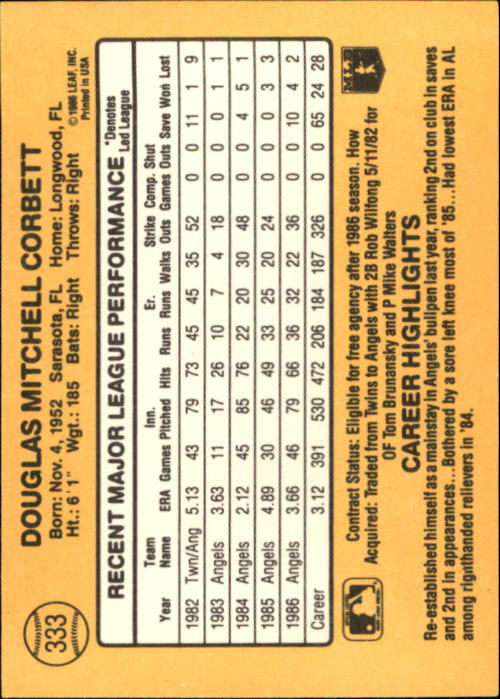 333
DOUGLAS MITCHELL CORBETT
Born: Nov. 4, 1952 Sarasota, FL Home: Longwood, FL
Ht.: 6' 1" Wgt.: 185 Bats: Right Throws: Right
© 1986 LEAF, INC.
Printed in USA
RECENT MAJOR LEAGUE PERFORMANCE
*Denotes
Led League
Team Inn. Er. Strike Comp. Shut
Year Name ERA Games Pitched Hits Runs Runs Walks Outs Games Outs Save Won Lost
1982 Twn/Ang 5.13 43 79 73 45 45 35 52 0 0 11 1 9
1983 Angels 3.63 11 17 26 10 7 4 18 0 0 0 1 1
1984 Angels 2.12 45 85 76 22 20 30 48 0 0 4 5 1
1985 Angels 4.89 30 46 49 33 25 20 24 0 0 0 3 3
1986 Angels 3.66 46 79 66 36 32 22 36 0 0 10 4 2
Career 3.12 391 530 472 206 184 187 326 0 0 65 24 28
Contract Status: Eligible for free agency after 1986 season. How
Acquired: Traded from Twins to Angels with 2B Rob Wilfong 5/11/82 for
OF Tom Brunansky and P Mike Walters
CAREER HIGHLIGHTS
Re-established himself as a mainstay in Angels' bullpen last year, ranking 2nd on club in saves
and 2nd in appearances...Bothered by a sore left knee most of '85...Had lowest ERA in AL
among righthanded relievers in '84.